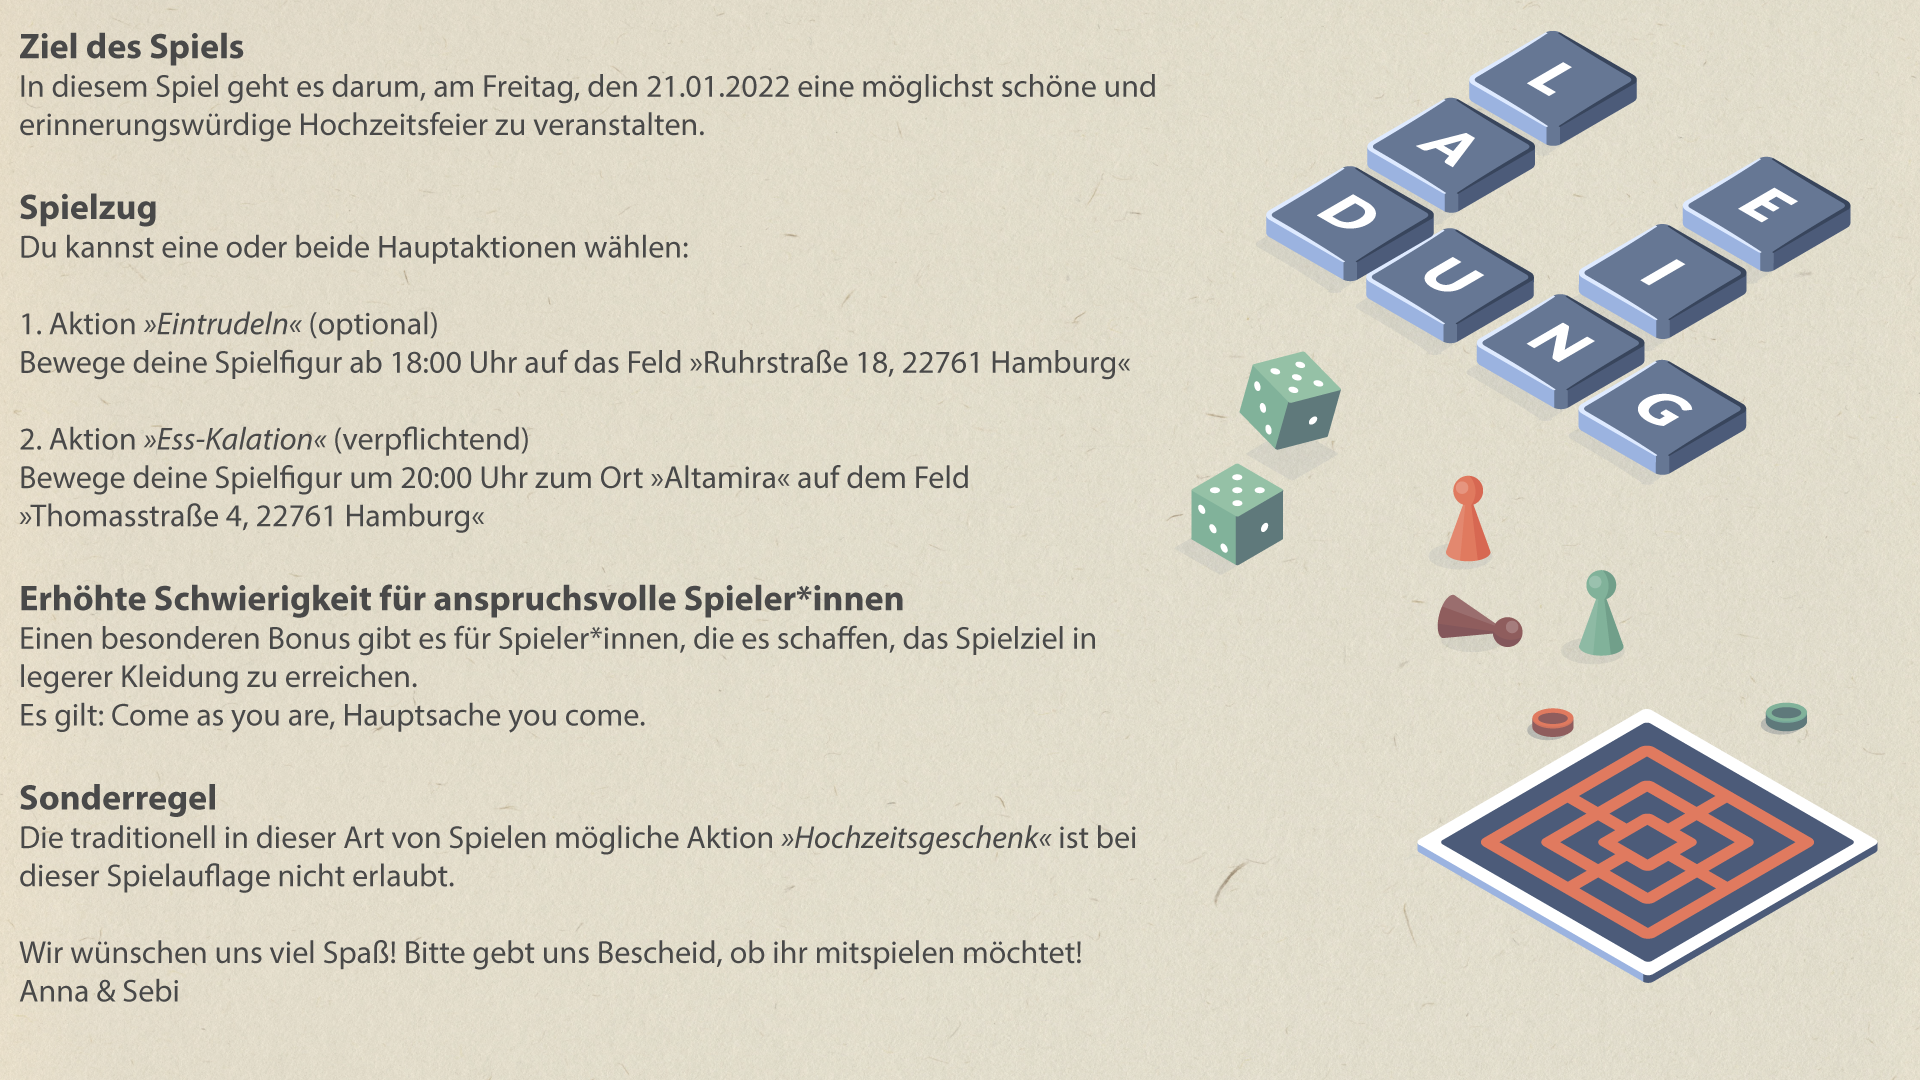 Ziel des Spiels
In diesem Spiel geht es darum, am Freitag, den 21.01.2022 eine möglichst schöne und
erinnerungswürdige Hochzeitsfeier zu veranstalten.
Spielzug
Du kannst eine oder beide Hauptaktionen wählen:
1. Aktion »Eintrudeln« (optional)
Bewege deine Spielfigur ab 18:00 Uhr auf das Feld »Ruhrstraße 18, 22761 Hamburg«
2. Aktion »Ess-Kalation« (verpflichtend)
Bewege deine Spielfigur um 20:00 Uhr zum Ort »Altamira« auf dem Feld
»Thomasstraße 4, 22761 Hamburg«
Erhöhte Schwierigkeit für anspruchsvolle Spieler*innen
Einen besonderen Bonus gibt es für Spieler*innen, die es schaffen, das Spielziel in
legerer Kleidung zu erreichen.
Es gilt: Come as you are, Hauptsache you come.
Sonderregel
Die traditionell in dieser Art von Spielen mögliche Aktion »Hochzeitsgeschenk« ist bei
dieser Spielauflage nicht erlaubt.
Wir wünschen uns viel Spaß! Bitte gebt uns Bescheid, ob ihr mitspielen möchtet!
Anna & Sebi
EINLADUNG